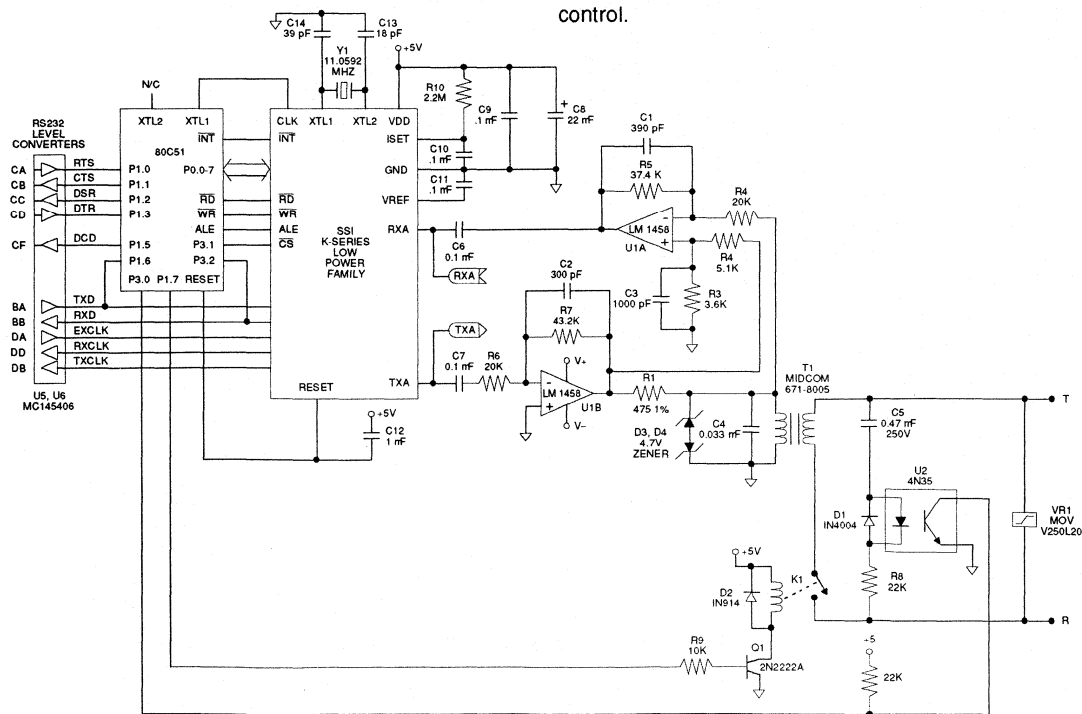 control.
C14
39 pF
C13
18 pF
Y1
11.0592
MHZ
+5V
N/C
R10
2.2M
C9
.1 mF
+
C8
22 mF
C1
390 pF
RS232
LEVEL
CONVERTERS
XTL2 XTL1
CLK XTL1 XTL2 VDD
INT
INT
ISET
80C51
C10
.1 mF
R5
37.4 K
CA RTS P1.0
P0.0-7
GND
CB CTS P1.1
C11
.1 mF
R4
20K
CC DSR P1.2
RD
RD
VREF
CD DTR P1.3
WR
WR
ALE
ALE
SSI
K-SERIES
LOW
POWER
FAMILY
RXA
-
LM 1458
+
U1A
R4
5.1K
CF DCD P1.5
P3.1
CS
C6
0.1 mF
P1.6
P3.2
RXA
C2
300 pF
C3
1000 pF
R3
3.6K
P3.0 P1.7 RESET
R7
43.2K
BA TXD
BB RXD
TXA
DA EXCLK
DD RXCLK
DB TXCLK
C7
0.1 mF
R6
20K
V+
T1
MIDCOM
671-8005
RESET
TXA
-
LM 1458
+
U1B
V-
R1
475 1%
U5, U6
MC145406
+5V
C12
1 mF
D3, D4
4.7V
ZENER
C4
0.033 mF
C5
0.47 mF
250V
T
U2
4N35
D1
IN4004
VR1
MOV
V250L20
+5V
K1
R8
22K
D2
IN914
R
R9
10K
Q1
2N2222A
+5
22K